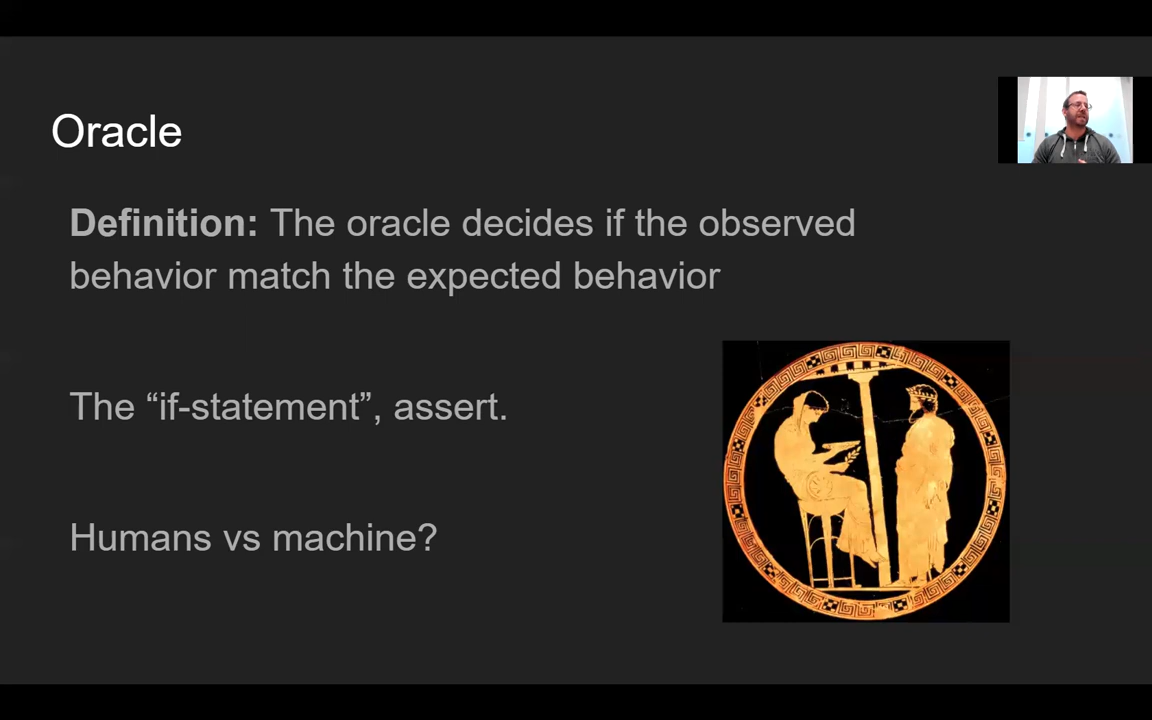 Oracle
Definition: The oracle decides if the observed
behavior match the expected behavior
The “if-statement”, assert.
Humans vs machine?